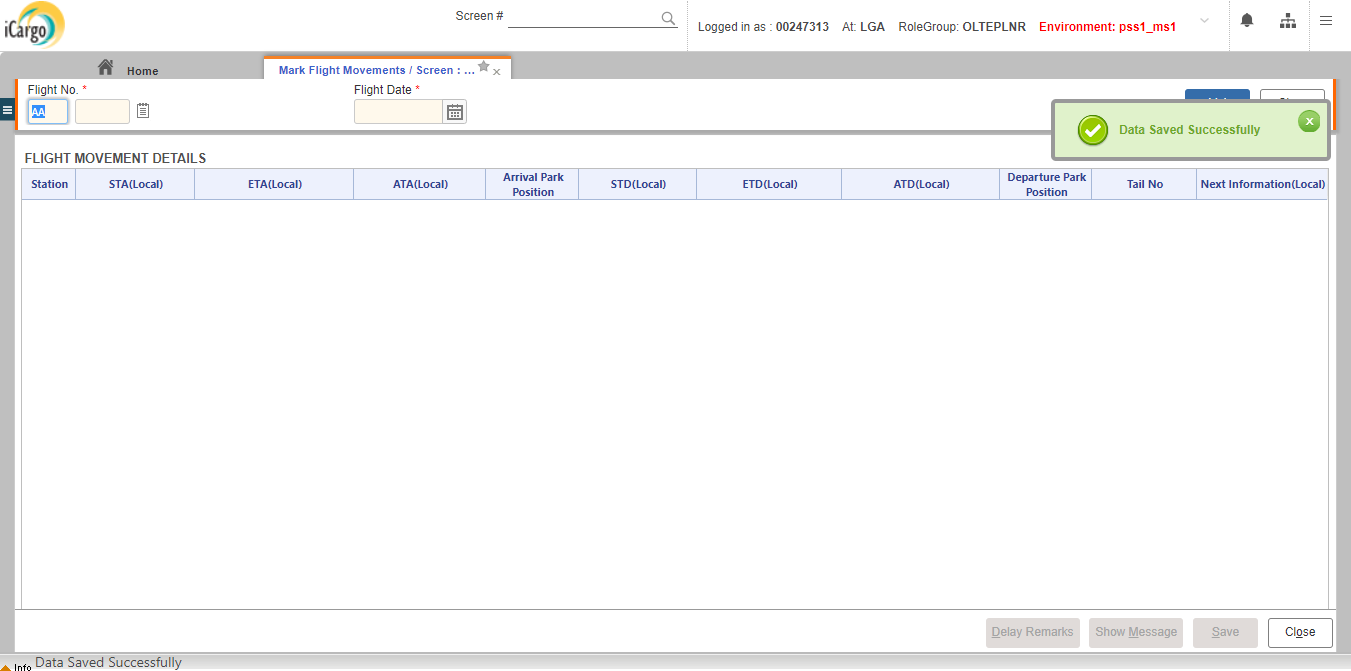 iCargo
Screen #
Logged in as : 00247313 At: LGA RoleGroup: OLTEPLNR Environment: pss1_ms1
Home
Mark Flight Movements / Screen : ...
Flight No. *
Flight Date *
AA
Data Saved Successfully
x
FLIGHT MOVEMENT DETAILS
Station STA(Local) ETA(Local) ATA(Local) Arrival Park Position STD(Local) ETD(Local) ATD(Local) Departure Park Position Tail No Next Information(Local)
Delay Remarks Show Message Save Close
Info Data Saved Successfully